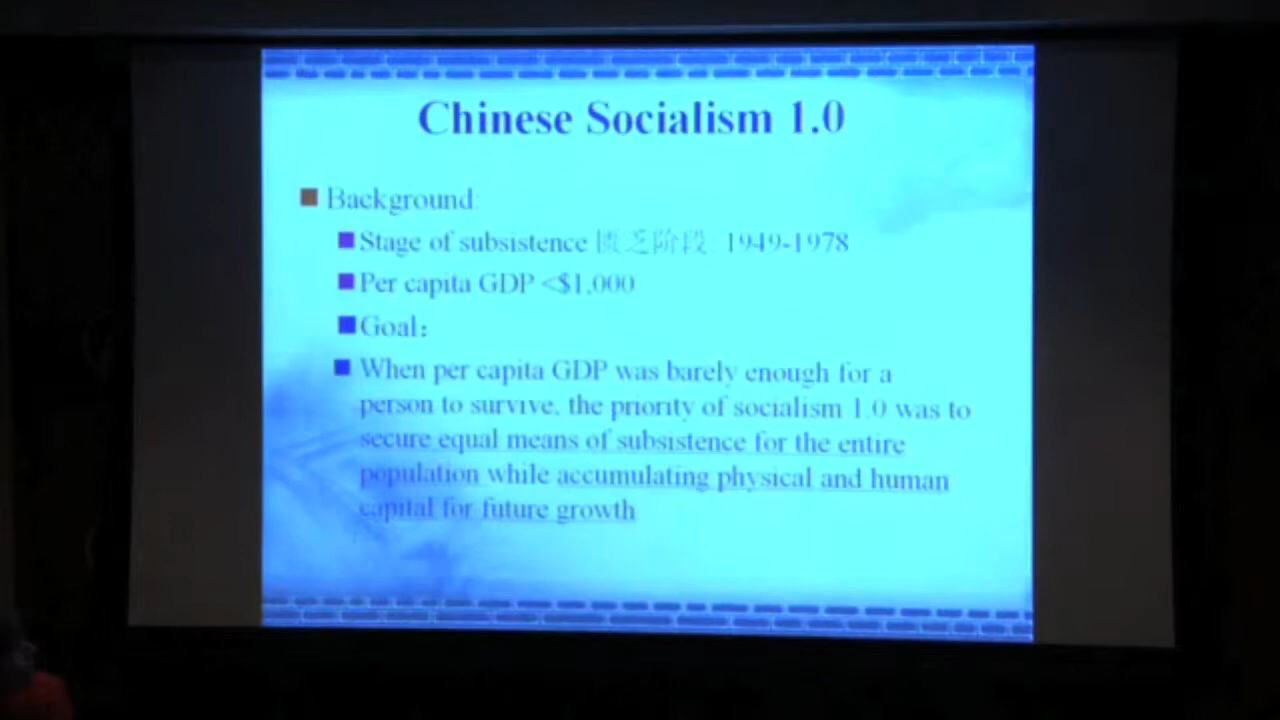 Chinese Socialism 1.0
Background:
Stage of subsistence 匮乏阶段: 1949-1978
Per capita GDP <$1,000
Goal：
When per capita GDP was barely enough for a
person to survive, the priority of socialism 1.0 was to
secure equal means of subsistence for the entire
population while accumulating physical and human
capital for future growth